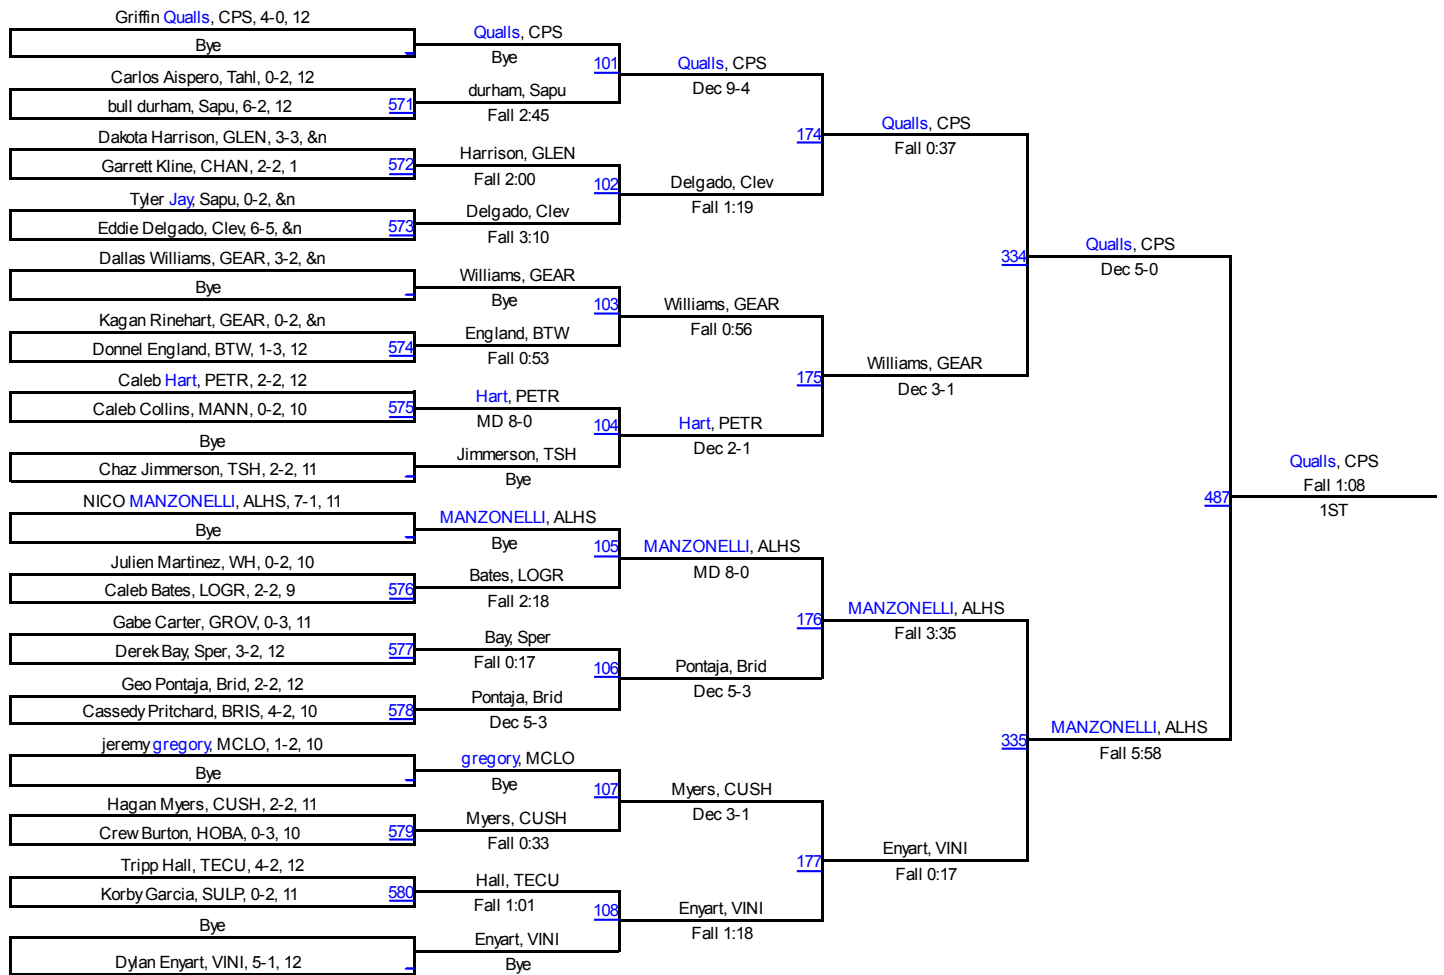 Griffin Qualls, CPS, 4-0, 12
Bye
Carlos Aispero, Tahl, 0-2, 12
bull durham, Sapu, 6-2, 12
571
Dakota Harrison, GLEN, 3-3, &n
Garrett Kline, CHAN, 2-2, 1
572
Tyler Jay, Sapu, 0-2, &n
Eddie Delgado, Clev, 6-5, &n
573
Dallas Williams, GEAR, 3-2, &n
Bye
Kagan Rinehart, GEAR, 0-2, &n
Donnel England, BTW, 1-3, 12
574
Caleb Hart, PETR, 2-2, 12
Caleb Collins, MANN, 0-2, 10
575
Bye
Chaz Jimmerson, TSH, 2-2, 11
NICO MANZONELLI, ALHS, 7-1, 11
Bye
Julien Martinez, WH, 0-2, 10
Caleb Bates, LOGR, 2-2, 9
576
Gabe Carter, GROV, 0-3, 11
Derek Bay, Sper, 3-2, 12
577
Geo Pontaja, Brid, 2-2, 12
Cassedy Pritchard, BRIS, 4-2, 10
578
jeremy gregory, MCLO, 1-2, 10
Bye
Hagan Myers, CUSH, 2-2, 11
Crew Burton, HOBA, 0-3, 10
579
Tripp Hall, TECU, 4-2, 12
Korby Garcia, SULP, 0-2, 11
580
Bye
Dylan Enyart, VINI, 5-1, 12
Qualls, CPS
Bye
101
durham, Sapu
Fall 2:45
Harrison, GLEN
Fall 2:00
102
Delgado, Clev
Fall 3:10
Williams, GEAR
Bye
103
England, BTW
Fall 0:53
Hart, PETR
MD 8-0
104
Jimmerson, TSH
Bye
MANZONELLI, ALHS
Bye
105
Bates, LOGR
Fall 2:18
Bay, Sper
Fall 0:17
106
Pontaja, Brid
Dec 5-3
gregory, MCLO
Bye
107
Myers, CUSH
Fall 0:33
Hall, TECU
Fall 1:01
108
Enyart, VINI
Bye
Qualls, CPS
Dec 9-4
174
Delgado, Clev
Fall 1:19
Williams, GEAR
Fall 0:56
175
Hart, PETR
Dec 2-1
MANZONELLI, ALHS
MD 8-0
176
Pontaja, Brid
Dec 5-3
Myers, CUSH
Dec 3-1
177
Enyart, VINI
Fall 1:18
Qualls, CPS
Fall 0:37
334
Williams, GEAR
Dec 3-1
MANZONELLI, ALHS
Fall 3:35
335
Enyart, VINI
Fall 0:17
Qualls, CPS
Dec 5-0
487
MANZONELLI, ALHS
Fall 5:58
Qualls, CPS
Fall 1:08
1ST